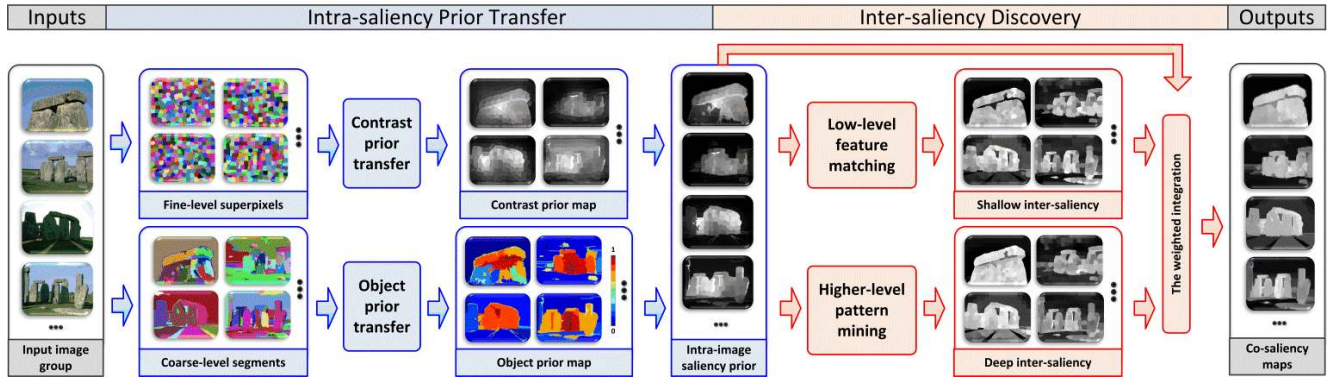 Inputs
Intra-saliency Prior Transfer
Inter-saliency Discovery
Outputs
Contrast
prior
transfer
Low-level
feature
matching
Fine-level superpixels
Contrast prior map
Shallow inter-saliency
The weighted integration
1
0
Object
prior
transfer
Higher-level
pattern
mining
Input image
group
Coarse-level segments
Object prior map
Intra-image
saliency prior
Deep inter-saliency
Co-saliency
maps